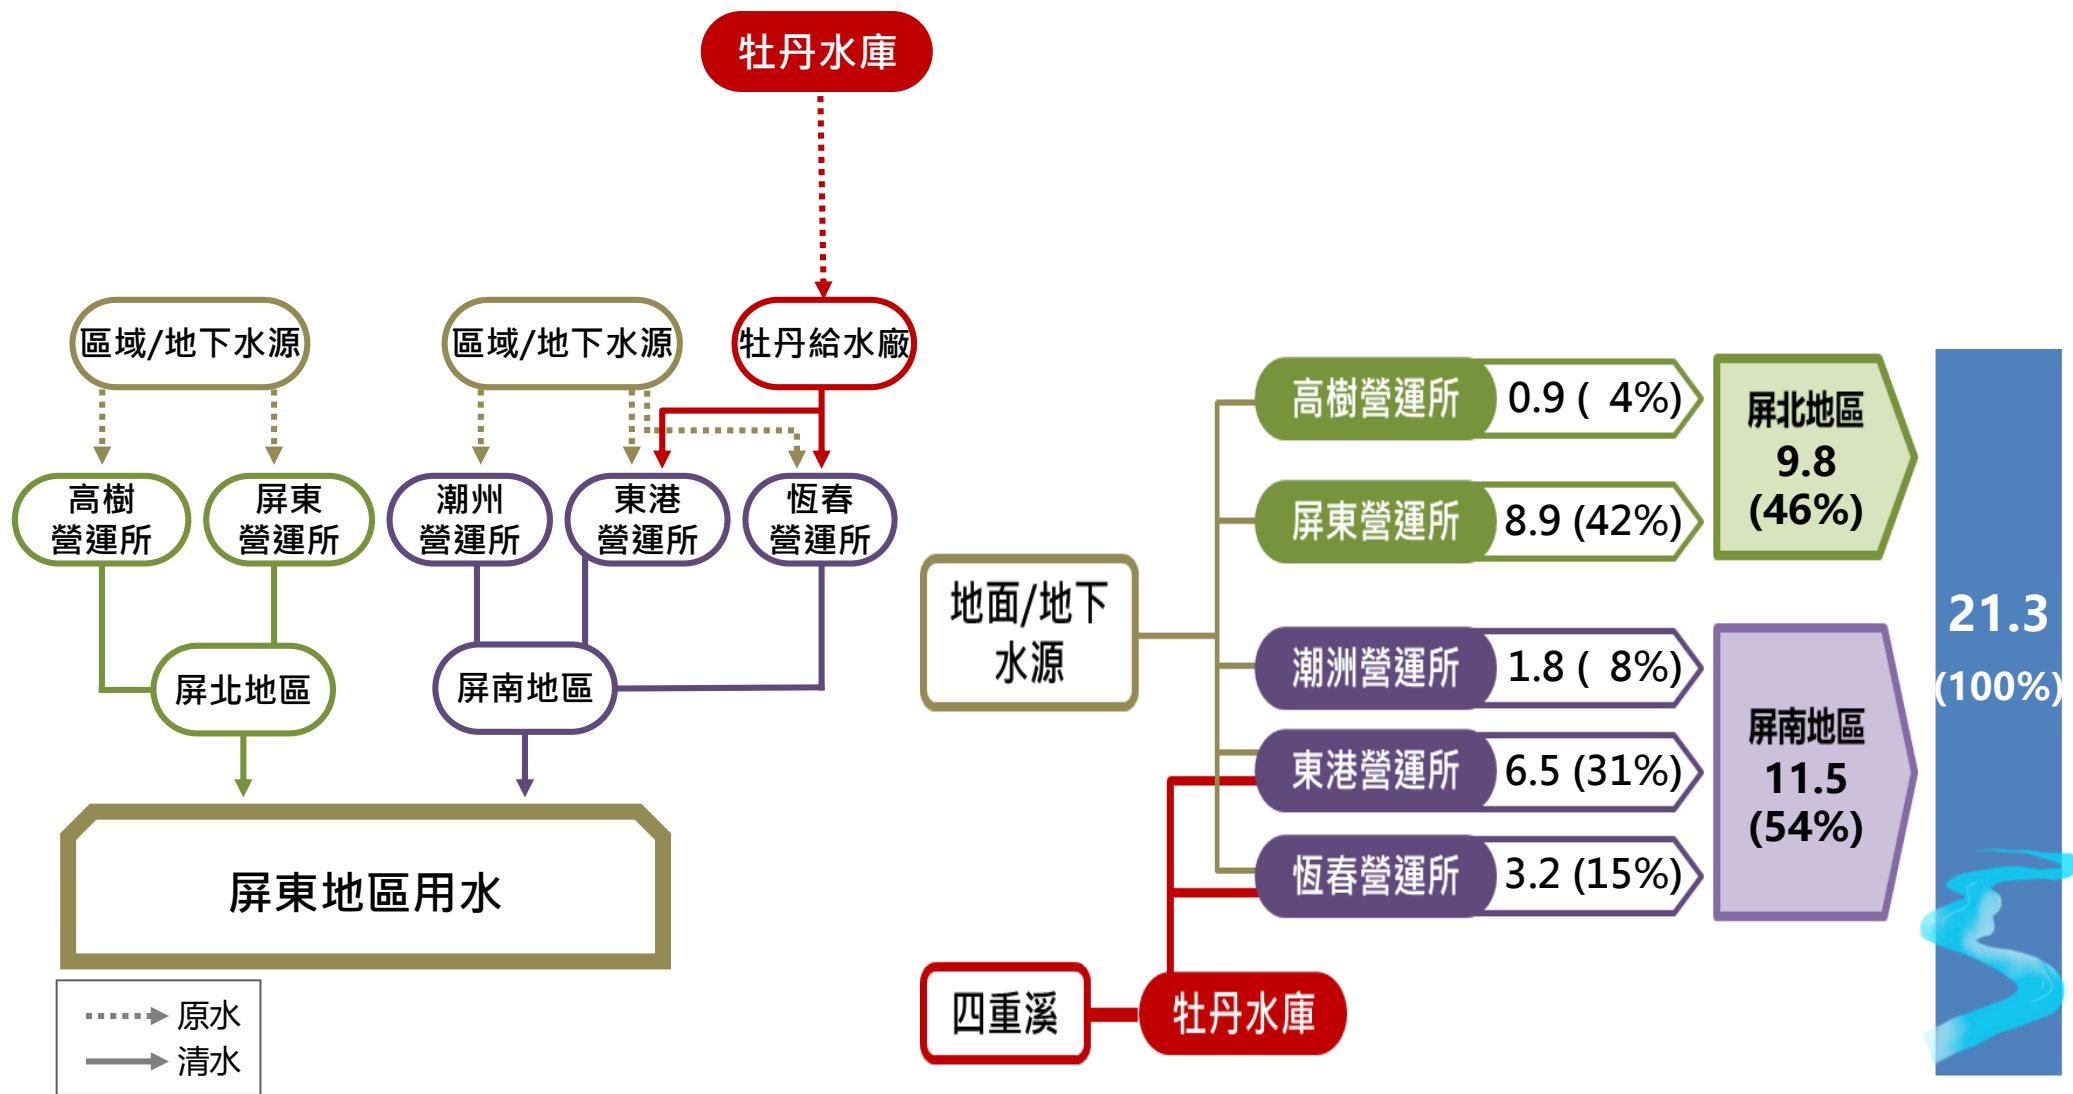 牡丹水庫
區域/地下水源
區域/地下水源
牡丹給水廠
高樹
營運所
屏東
營運所
潮州
營運所
東港
營運所
恆春
營運所
屏北地區
屏南地區
屏東地區用水
原水
清水
地面/地下
水源
四重溪
牡丹水庫
高樹營運所
0.9 ( 4%)
屏東營運所
8.9 (42%)
潮洲營運所
1.8 ( 8%)
東港營運所
6.5 (31%)
恆春營運所
3.2 (15%)
屏北地區
9.8
(46%)
屏南地區
11.5
(54%)
21.3
(100%)